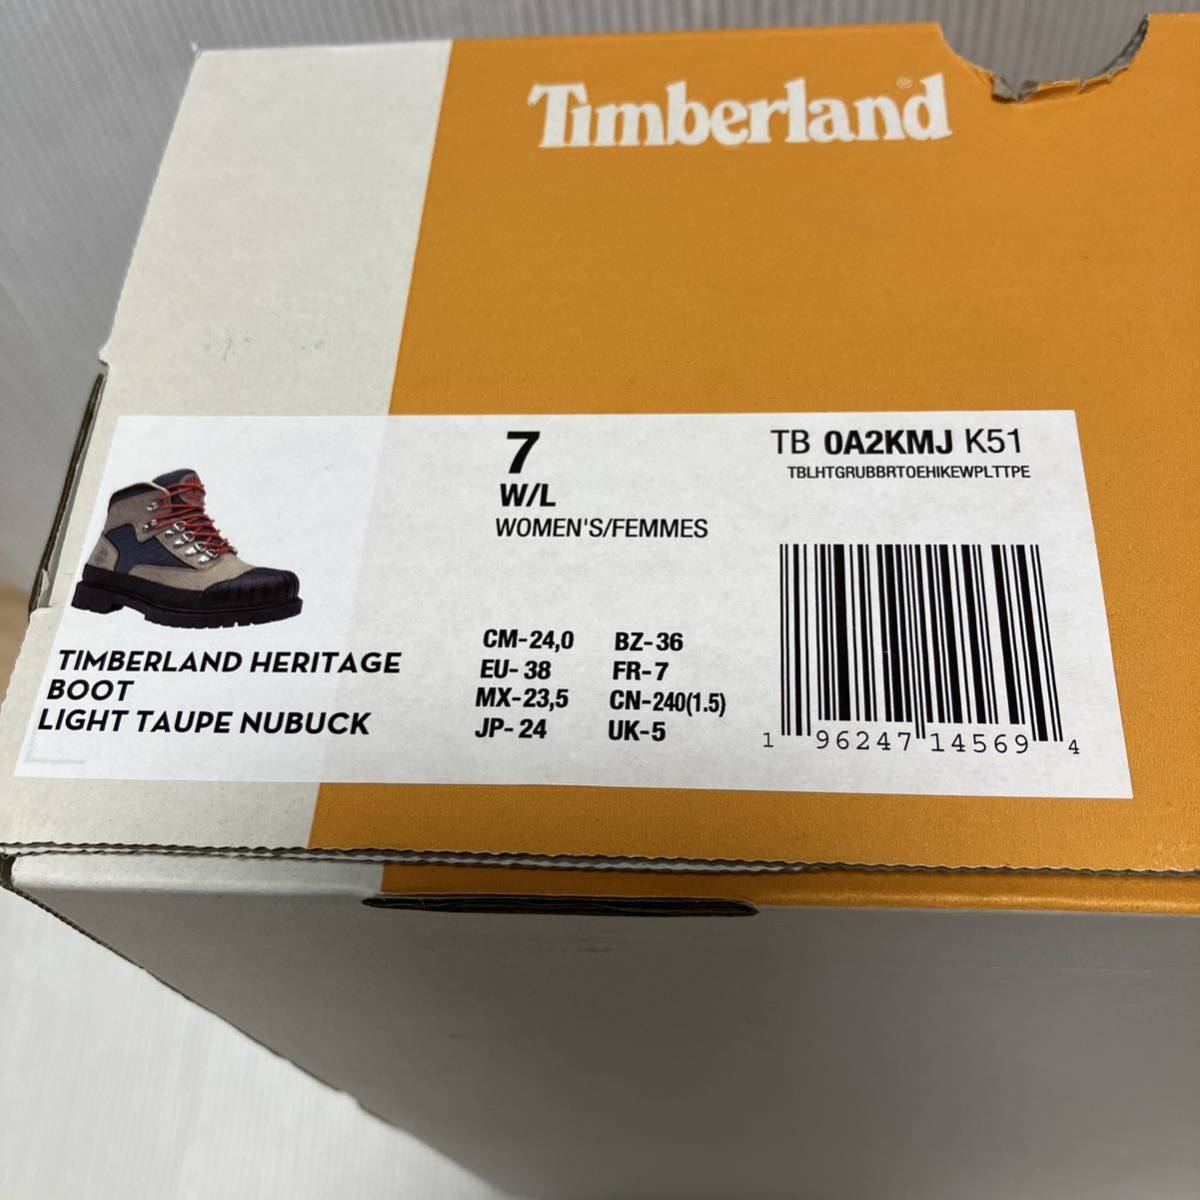 Timberland®
7
W/L
WOMEN'S/FEMMES
TB 0A2KMJ K51
TBLHTGRUBBRTOEHIKEWPLTTPE
TIMBERLAND HERITAGE
BOOT
LIGHT TAUPE NUBUCK
CM-24,0 BZ-36
EU-38 FR-7
MX-23,5 CN-240(1.5)
JP-24 UK-5
1 96247 14569 4